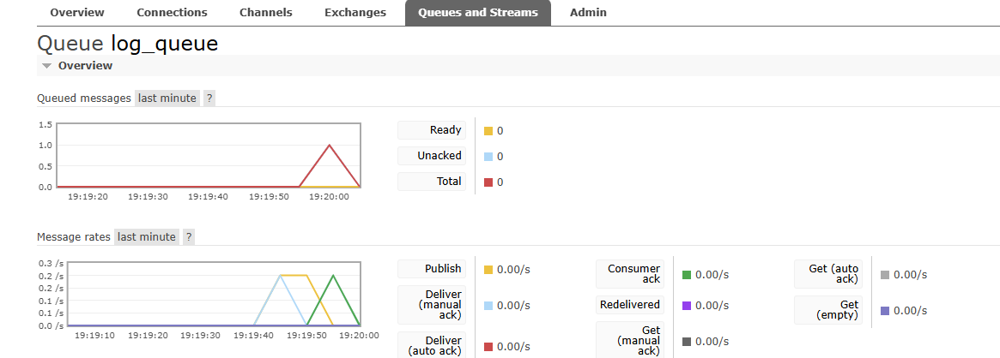 Overview Connections Channels Exchanges Queues and Streams Admin
Queue log_queue
Overview
Queued messages last minute ?
1.5
1.0
0.5
0.0
19:19:20 19:19:30 19:19:40 19:19:50 19:20:00
Ready 0
Unacked 0
Total 0
Message rates last minute ?
0.3 /s
0.2 /s
0.2 /s
0.1 /s
0.1 /s
0.0 /s
19:19:10 19:19:20 19:19:30 19:19:40 19:19:50 19:20:00
Publish 0.00/s
Deliver
(manual
ack)
0.00/s
Deliver
(auto ack)
0.00/s
Consumer
ack
0.00/s
Redelivered 0.00/s
Get
(manual
ack)
0.00/s
Get (auto
ack)
0.00/s
Get
(empty)
0.00/s